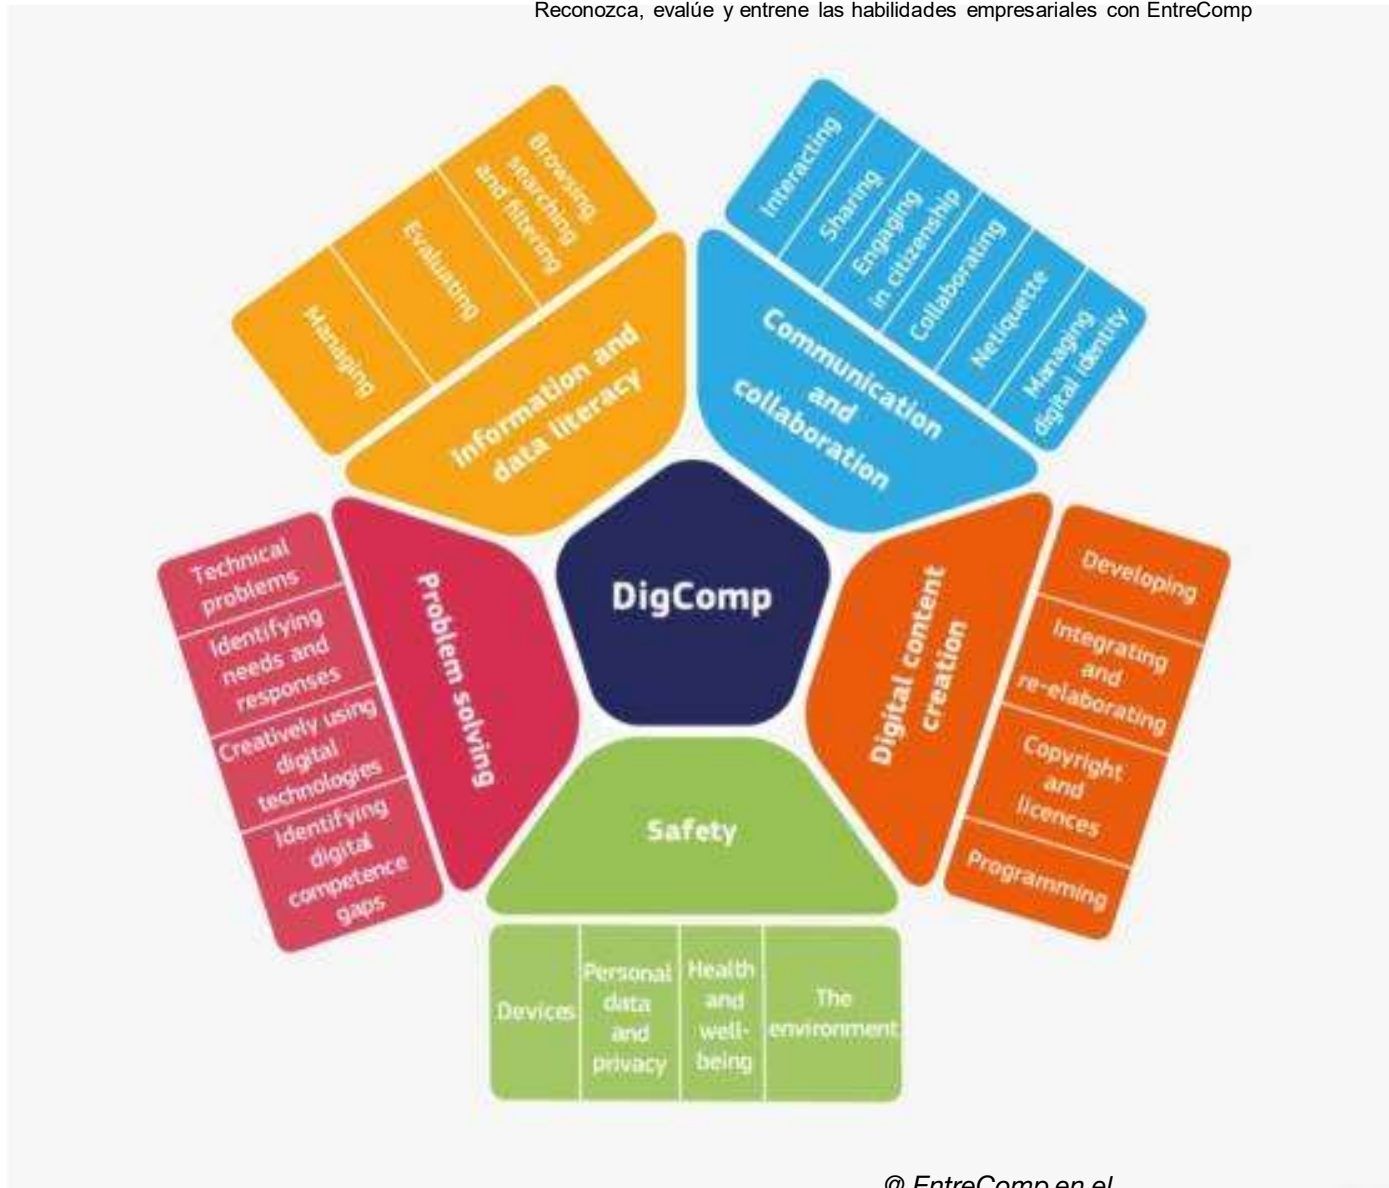 Reconozca, evalúe y entrene las habilidades empresariales con EntreComp
Browsing,
searching
and filtering
Evaluating
Managing
Information and
data literacy
Interacting
Sharing
Engaging
in citizenship
Collaborating
Netiquette
Managing
digital identity
Communication
and
collaboration
Developing
Integrating
and
re-elaborating
Copyright
and
licences
Programming
Digital content
creation
DigComp
Technical
problems
Identifying
needs and
responses
Creatively using
digital
technologies
Identifying
digital
competence
gaps
Problem solving
Safety
Devices
Personal
data
and
privacy
Health
and
well-
being
The
environment
@ EntreComp en el